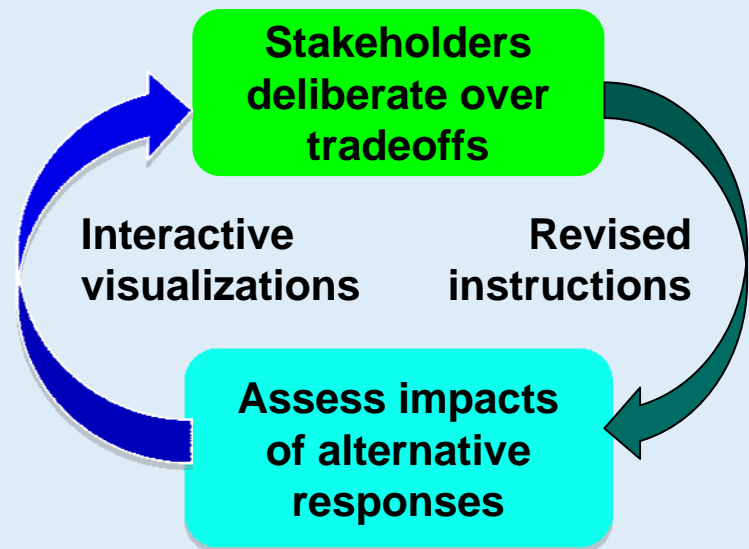 Stakeholders
deliberate over
tradeoffs
Interactive
visualizations
Revised
instructions
Assess impacts
of alternative
responses